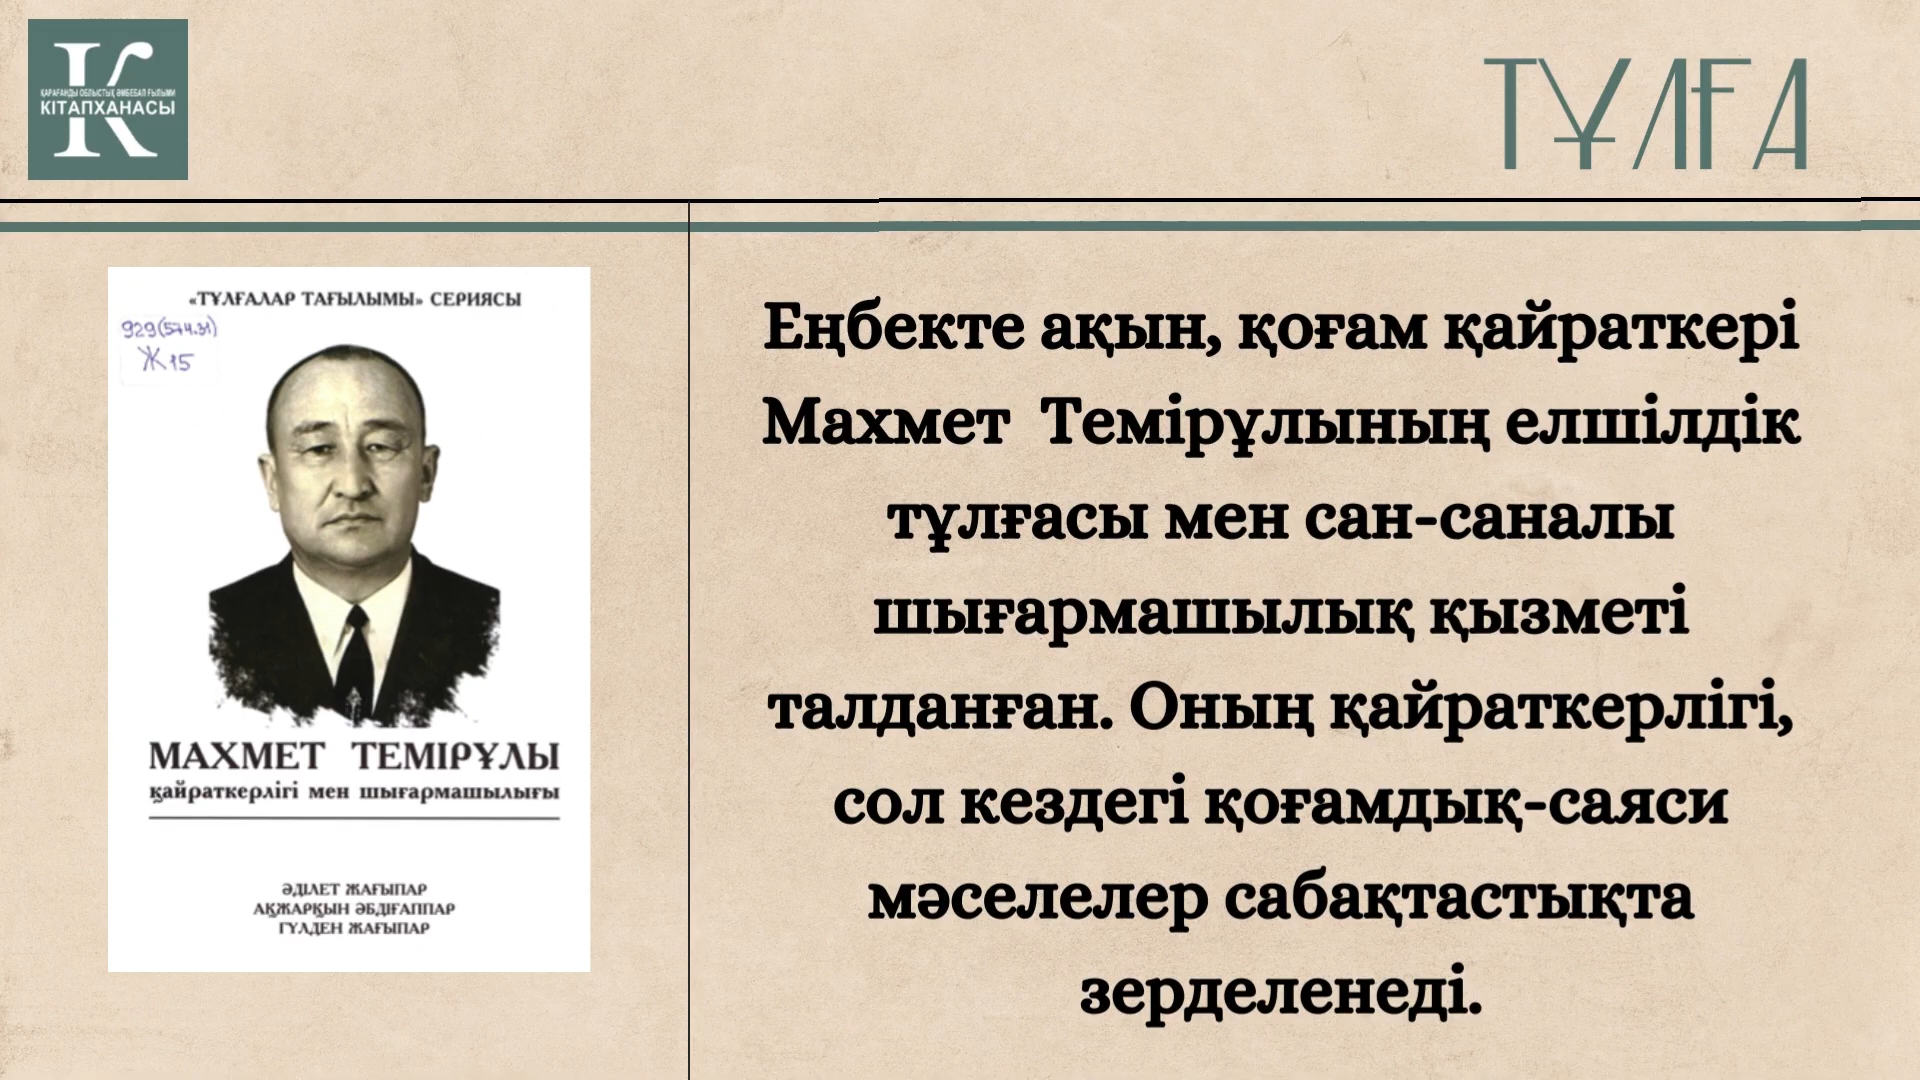 ҚАРАҒАНДЫ ОБЛЫСТЫҚ ӘМБЕБАП ҒЫЛЫМИ
КІТАПХАНАСЫ
ТҰЛҒА
«ТҰЛҒАЛАР ТАҒЫЛЫМЫ» СЕРИЯСЫ
929(574.31)
Ж 15
МАХМЕТ ТЕМІРҰЛЫ
қайраткерлігі мен шығармашылығы
ӘДІЛЕТ ЖАҒЫПАР
АҚЖАРҚЫН ӘБДІҒАППАР
ГҮЛДЕН ЖАҒЫПАР
Еңбекте ақын, қоғам қайраткері
Махмет Темірұлының елшілдік
тұлғасы мен сан-саналы
шығармашылық қызметі
талданған. Оның қайраткерлігі,
сол кездегі қоғамдық-саяси
мәселелер сабақтастықта
зерделенеді.